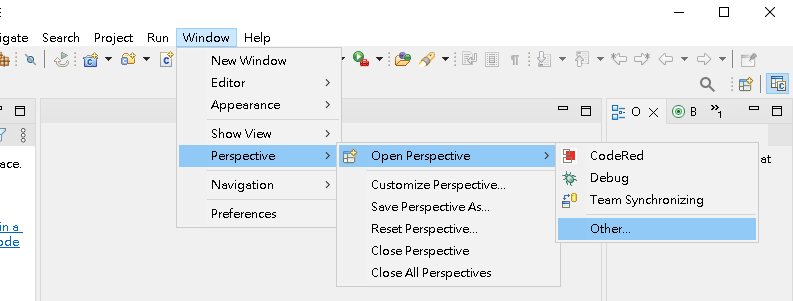 E
igate Search Project Run Window Help
New Window
Editor
Appearance
Show View
Perspective
Navigation
Preferences
Open Perspective
Customize Perspective...
Save Perspective As...
Reset Perspective...
Close Perspective
Close All Perspectives
CodeRed
Debug
Team Synchronizing
Other...
ace.
in a
ode
O
B
»1
at